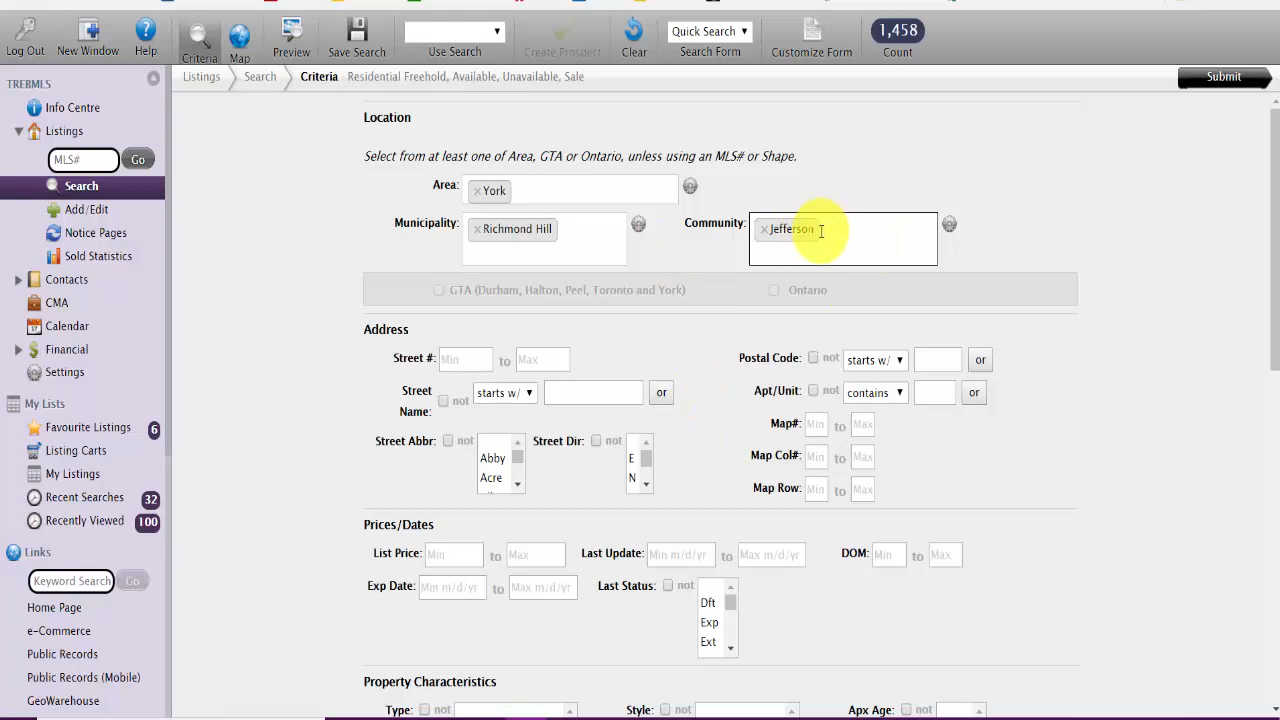 Log Out
New Window
Help
Criteria
Map
Preview
Save Search
Use Search
Create Prospect
Clear
Quick Search
Search Form
Customize Form
1,458
Count
Listings
Search
Criteria
Residential Freehold, Available, Unavailable, Sale
Submit
TREBMLS
Info Centre
Listings
MLS#
Go
Search
Add/Edit
Notice Pages
Sold Statistics
Contacts
CMA
Calendar
Financial
Settings
My Lists
Favourite Listings 6
Listing Carts
My Listings
Recent Searches 32
Recently Viewed 100
Links
Keyword Search Go
Home Page
e-Commerce
Public Records
Public Records (Mobile)
GeoWarehouse
Location
Select from at least one of Area, GTA or Ontario, unless using an MLS# or Shape.
Area: × York
Municipality: × Richmond Hill
Community: × Jefferson
GTA (Durham, Halton, Peel, Toronto and York)
Ontario
Address
Street #: Min to Max
Postal Code: not starts w/ or
Street Name: not starts w/ or
Apt/Unit: not contains or
Map#: Min to Max
Street Abbr: not Abby Acre
Street Dir: not E N
Map Col#: Min to Max
Map Row: Min to Max
Prices/Dates
List Price: Min to Max
Last Update: Min m/d/yr to Max m/d/yr
DOM: Min to Max
Exp Date: Min m/d/yr to Max m/d/yr
Last Status: not Dft Exp Ext
Property Characteristics
Type: not
Style: not
Apx Age: not